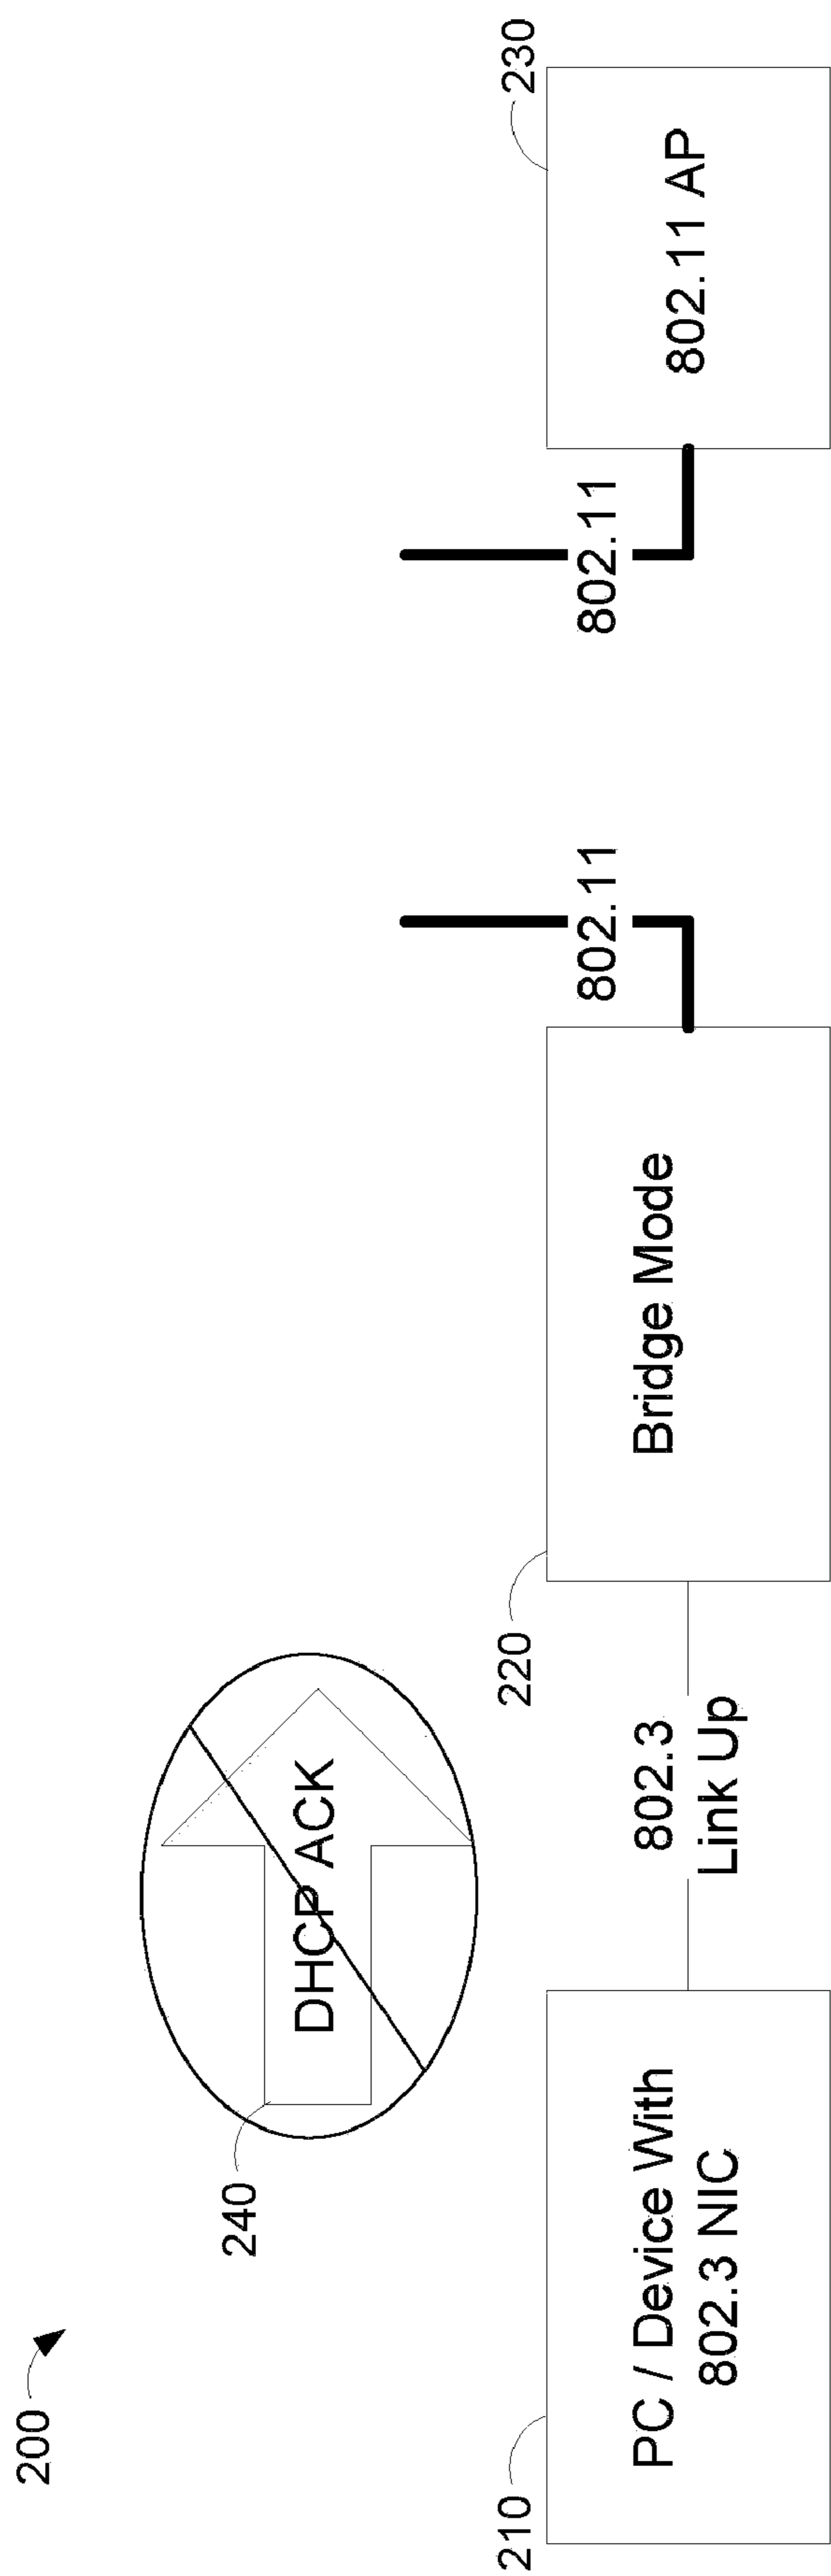 200
240
DHCP ACK
210
PC / Device With
802.3 NIC
802.3
Link Up
220
Bridge Mode
802.11
802.11
230
802.11 AP